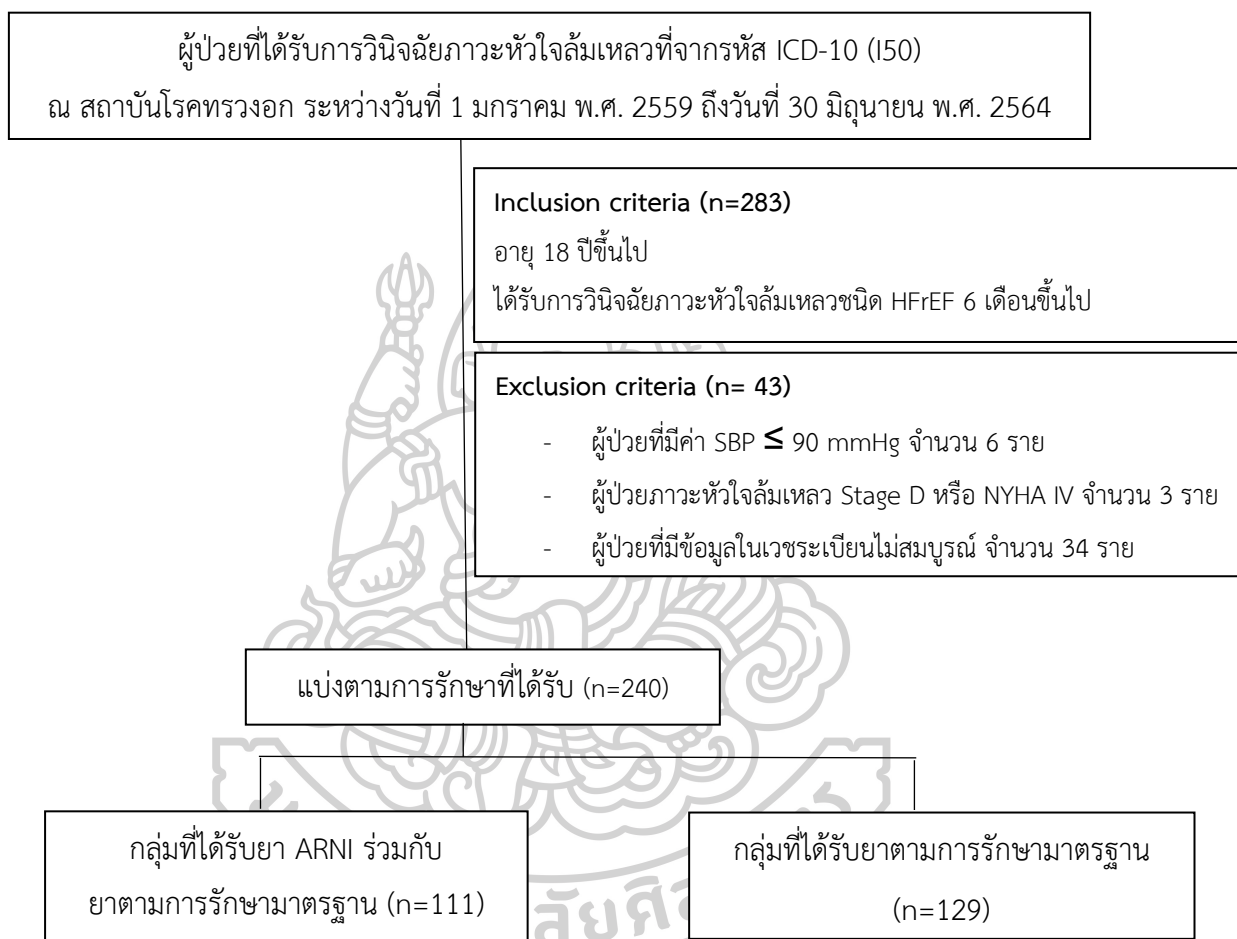 ผู้ป่วยที่ได้รับการวินิจฉัยภาวะหัวใจล้มเหลวที่จากรหัส ICD-10 (I50)
ณ สถาบันโรคทรวงอก ระหว่างวันที่ 1 มกราคม พ.ศ. 2559 ถึงวันที่ 30 มิถุนายน พ.ศ. 2564
Inclusion criteria (n=283)
อายุ 18 ปีขึ้นไป
ได้รับการวินิจฉัยภาวะหัวใจล้มเหลวชนิด HFrEF 6 เดือนขึ้นไป
Exclusion criteria (n= 43)
- ผู้ป่วยที่มีค่า SBP ≤ 90 mmHg จำนวน 6 ราย
- ผู้ป่วยภาวะหัวใจล้มเหลว Stage D หรือ NYHA IV จำนวน 3 ราย
- ผู้ป่วยที่มีข้อมูลในเวชระเบียนไม่สมบูรณ์ จำนวน 34 ราย
แบ่งตามการรักษาที่ได้รับ (n=240)
กลุ่มที่ได้รับยา ARNI ร่วมกับ
ยาตามการรักษามาตรฐาน (n=111)
กลุ่มที่ได้รับยาตามการรักษามาตรฐาน
(n=129)